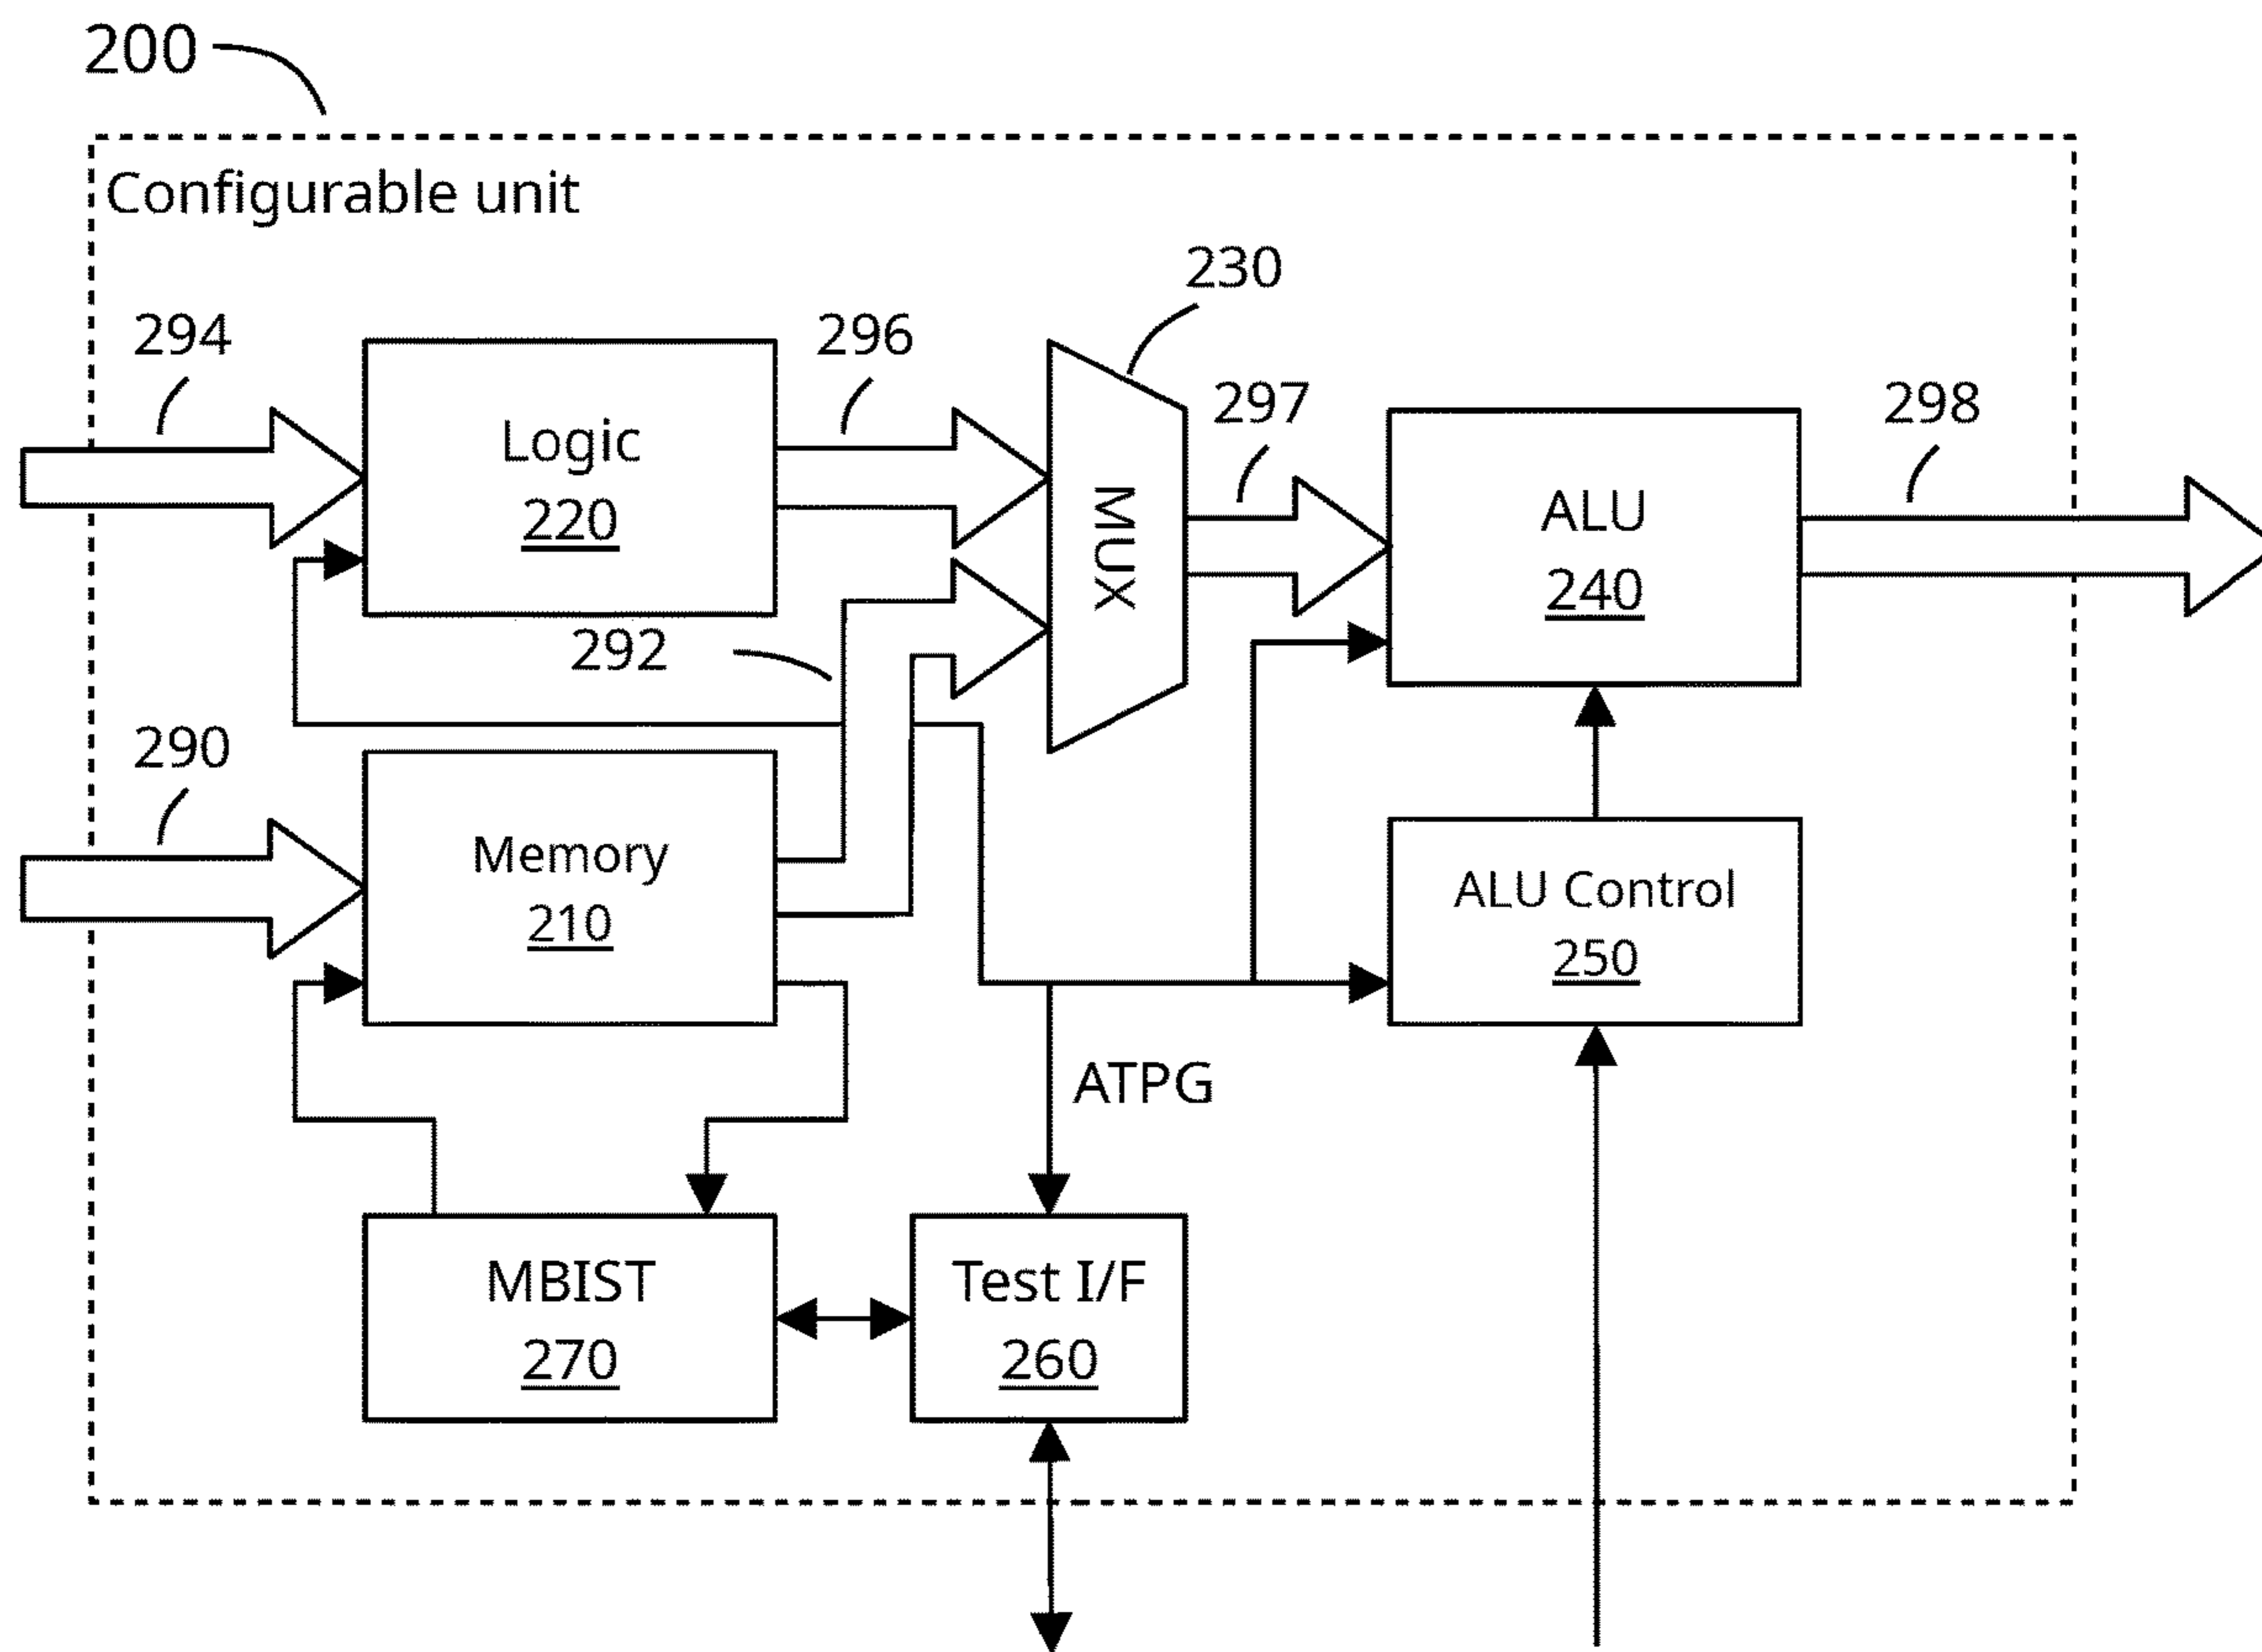 200
Configurable unit
230
294
296
297
298
Logic
220
MUX
ALU
240
292
290
Memory
210
ALU Control
250
ATPG
MBIST
270
Test I/F
260